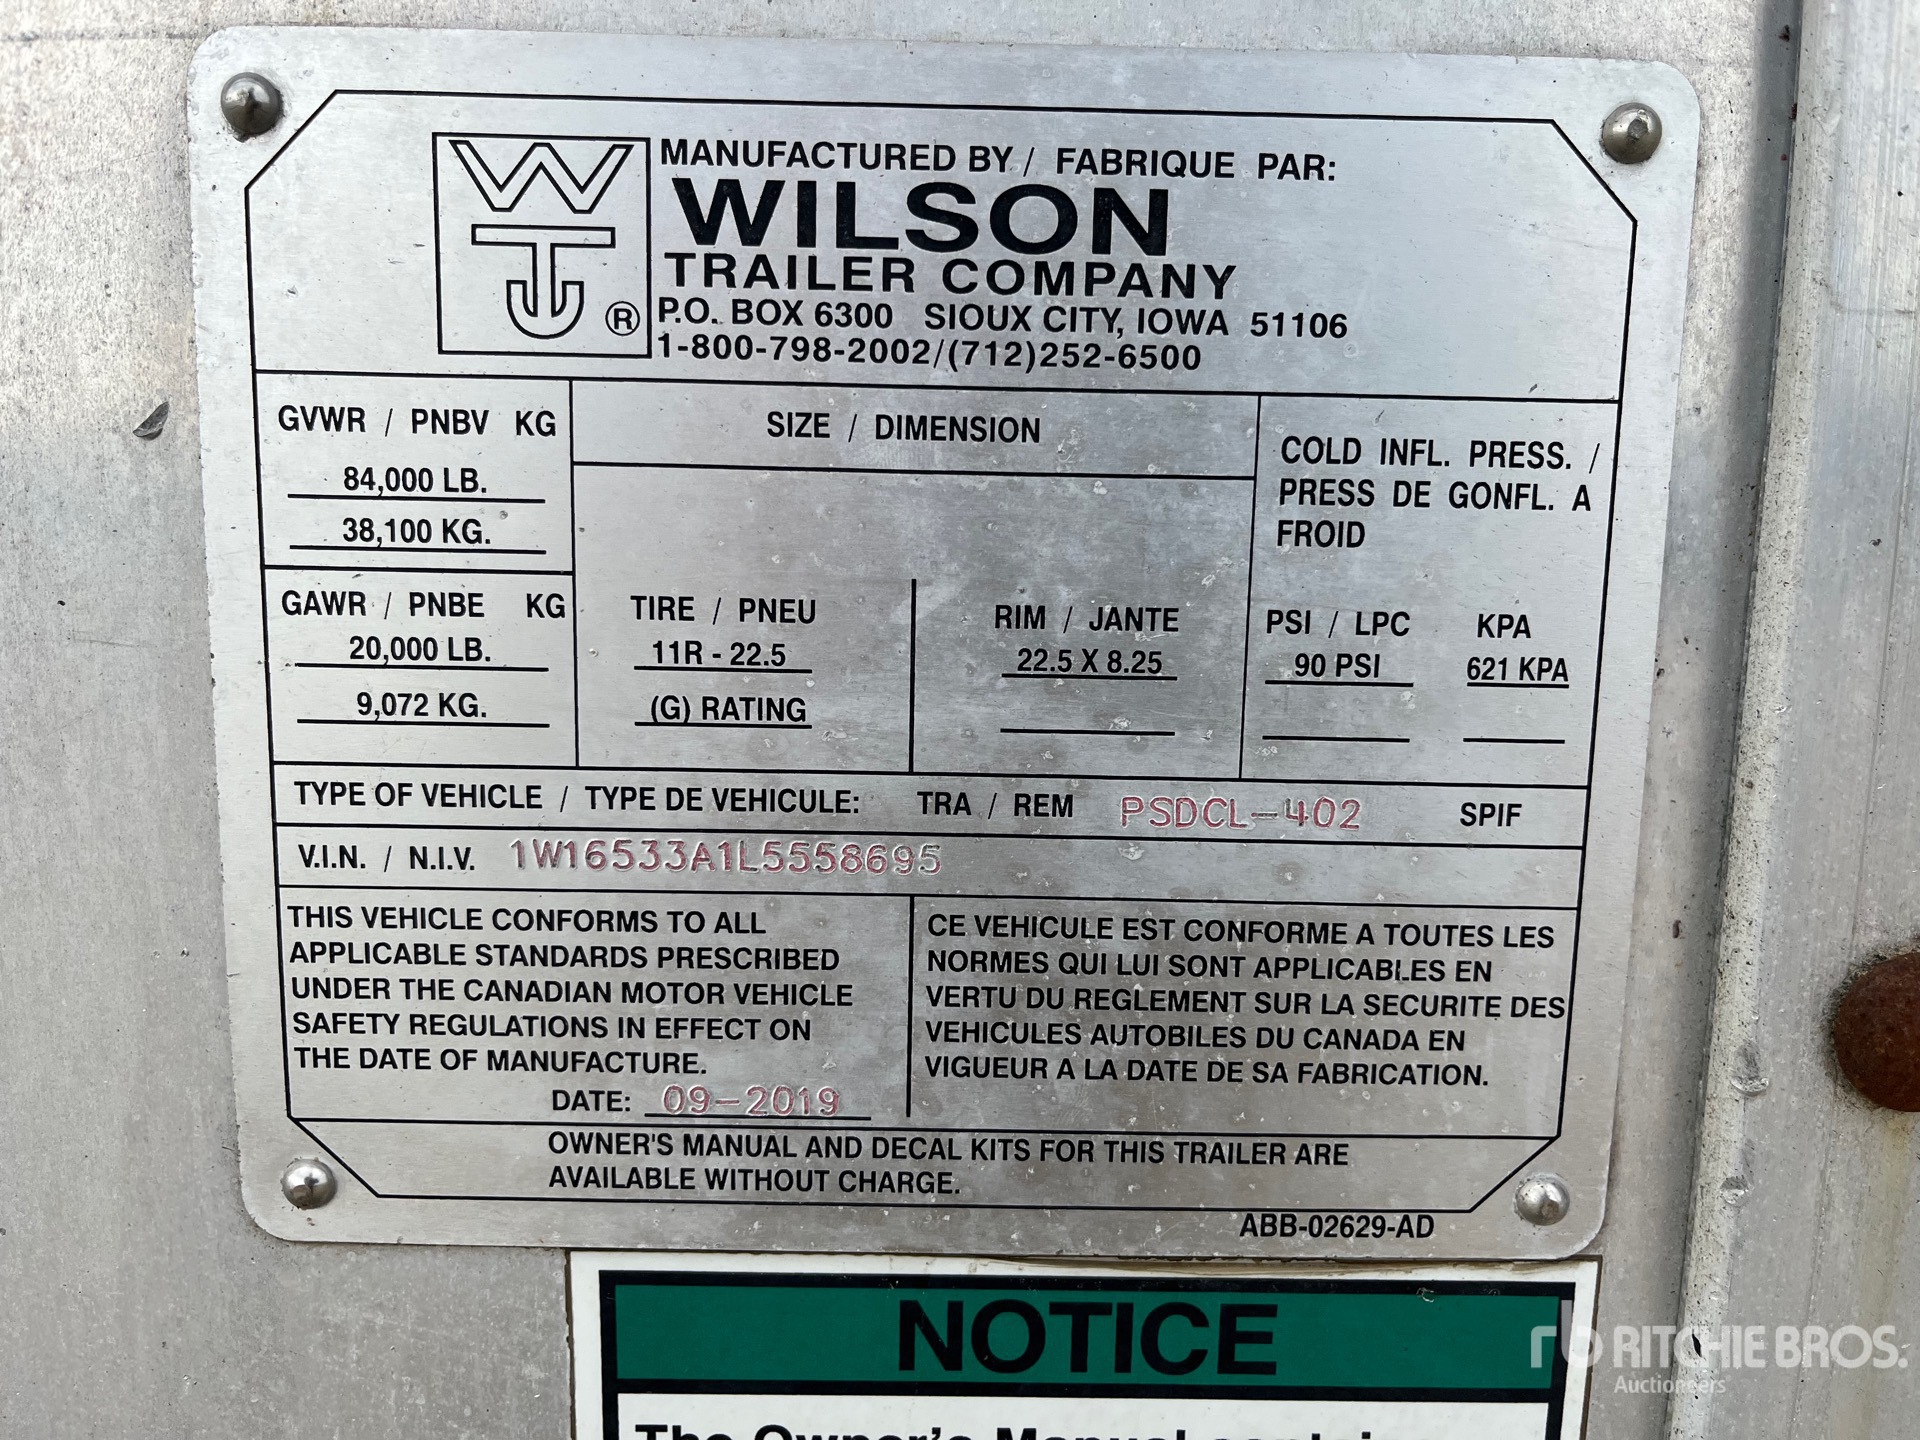 MANUFACTURED BY / FABRIQUE PAR:
WILSON
TRAILER COMPANY
P.O. BOX 6300 SIOUX CITY, IOWA 51106
1-800-798-2002/(712)252-6500
WTJ ®
GVWR / PNBV KG
84,000 LB.
38,100 KG.
GAWR / PNBE KG
20,000 LB.
9,072 KG.
SIZE / DIMENSION
TIRE / PNEU
11R - 22.5
(G) RATING
RIM / JANTE
22.5 X 8.25
COLD INFL. PRESS. /
PRESS DE GONFL. A
FROID
PSI / LPC KPA
90 PSI 621 KPA
TYPE OF VEHICLE / TYPE DE VEHICULE: TRA / REM PSDCL-402 SPIF
V.I.N. / N.I.V. 1W16533A1L5558695
THIS VEHICLE CONFORMS TO ALL
APPLICABLE STANDARDS PRESCRIBED
UNDER THE CANADIAN MOTOR VEHICLE
SAFETY REGULATIONS IN EFFECT ON
THE DATE OF MANUFACTURE.
DATE: 09-2019
CE VEHICULE EST CONFORME A TOUTES LES
NORMES QUI LUI SONT APPLICABLES EN
VERTU DU REGLEMENT SUR LA SECURITE DES
VEHICULES AUTOBILES DU CANADA EN
VIGUEUR A LA DATE DE SA FABRICATION.
OWNER'S MANUAL AND DECAL KITS FOR THIS TRAILER ARE
AVAILABLE WITHOUT CHARGE.
ABB-02629-AD
NOTICE
The Owner's Manual contains
RITCHIE BROS.
Auctioneers